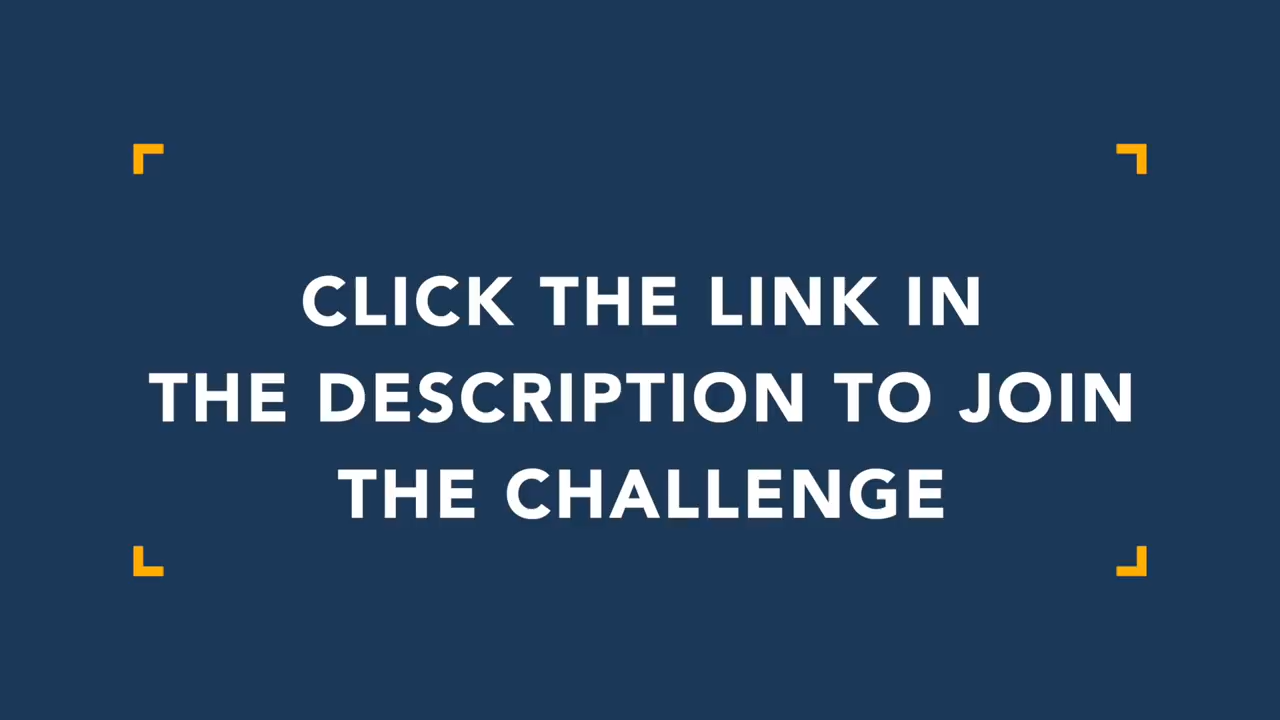 CLICK THE LINK IN
THE DESCRIPTION TO JOIN
THE CHALLENGE